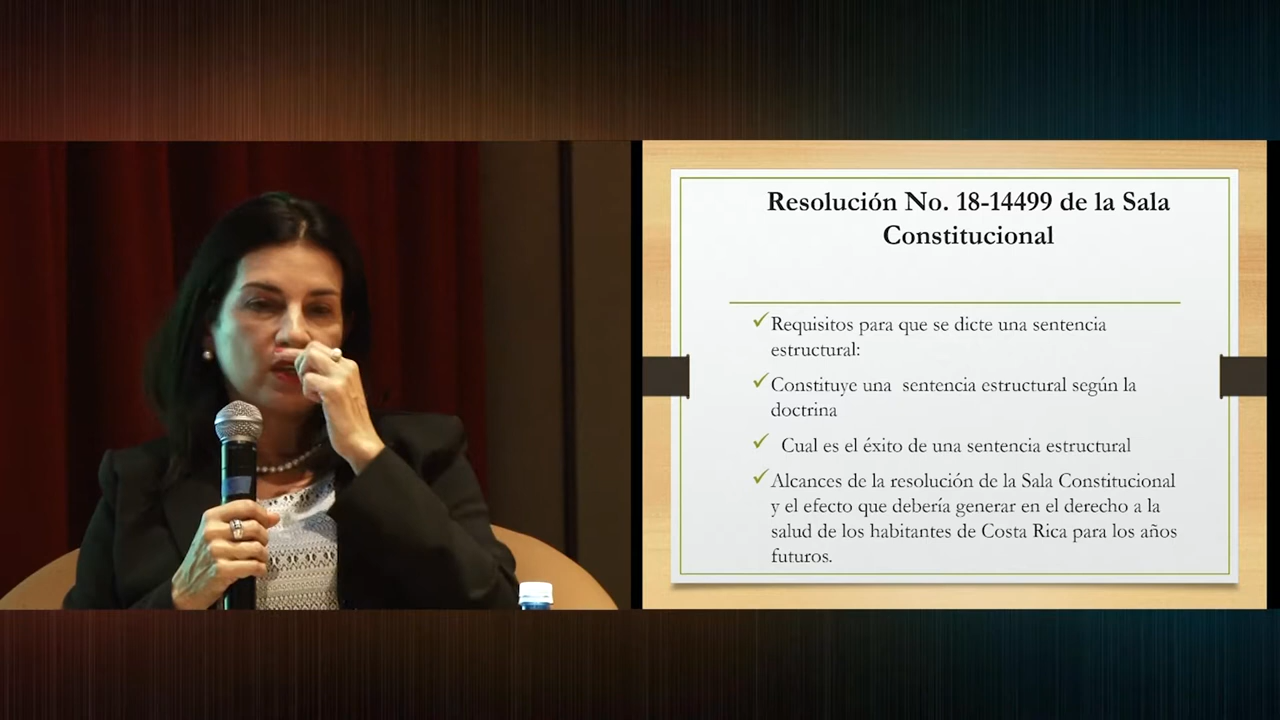 Resolución No. 18-14499 de la Sala
Constitucional
✓Requisitos para que se dicte una sentencia
estructural:
✓Constituye una sentencia estructural según la
doctrina
✓ Cual es el éxito de una sentencia estructural
✓Alcances de la resolución de la Sala Constitucional
y el efecto que debería generar en el derecho a la
salud de los habitantes de Costa Rica para los años
futuros.